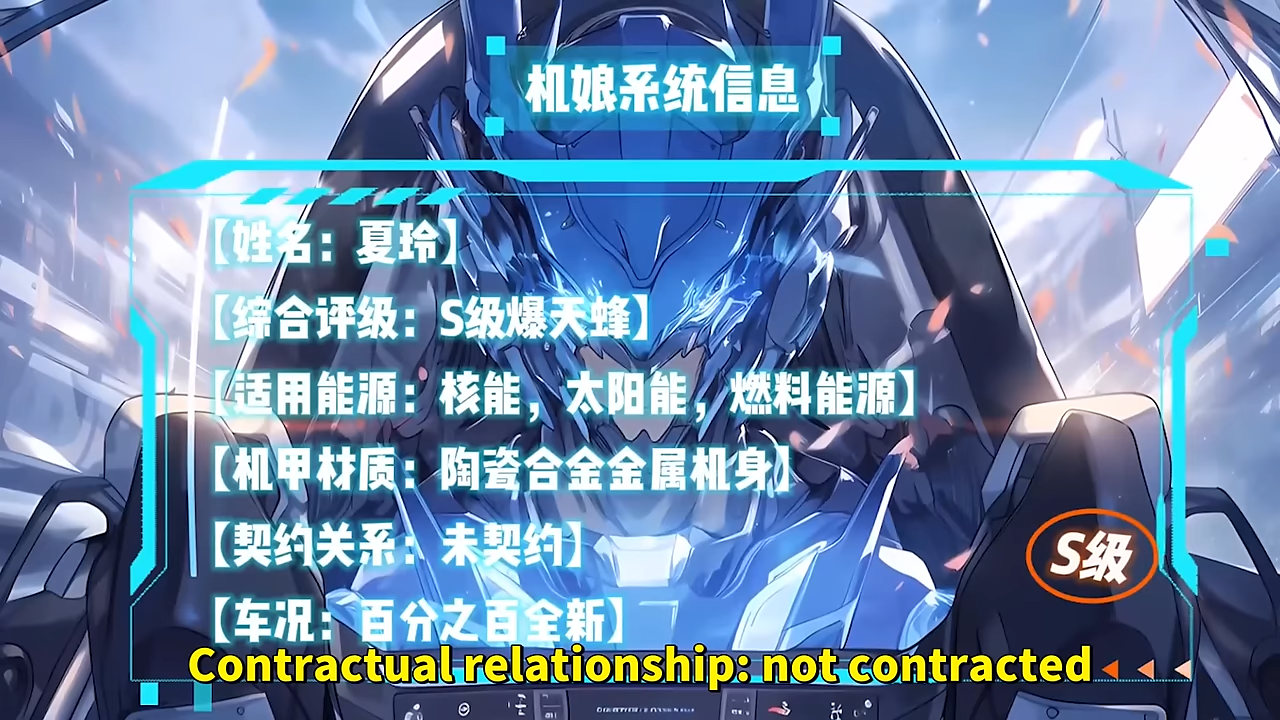 机娘系统信息
【姓名：夏玲】
【综合评级：S级爆天蜂】
【适用能源：核能，太阳能，燃料能源】
【机甲材质：陶瓷合金金属机身】
【契约关系：未契约】
S级
【车况：百分之百全新】
Contractual relationship: not contracted